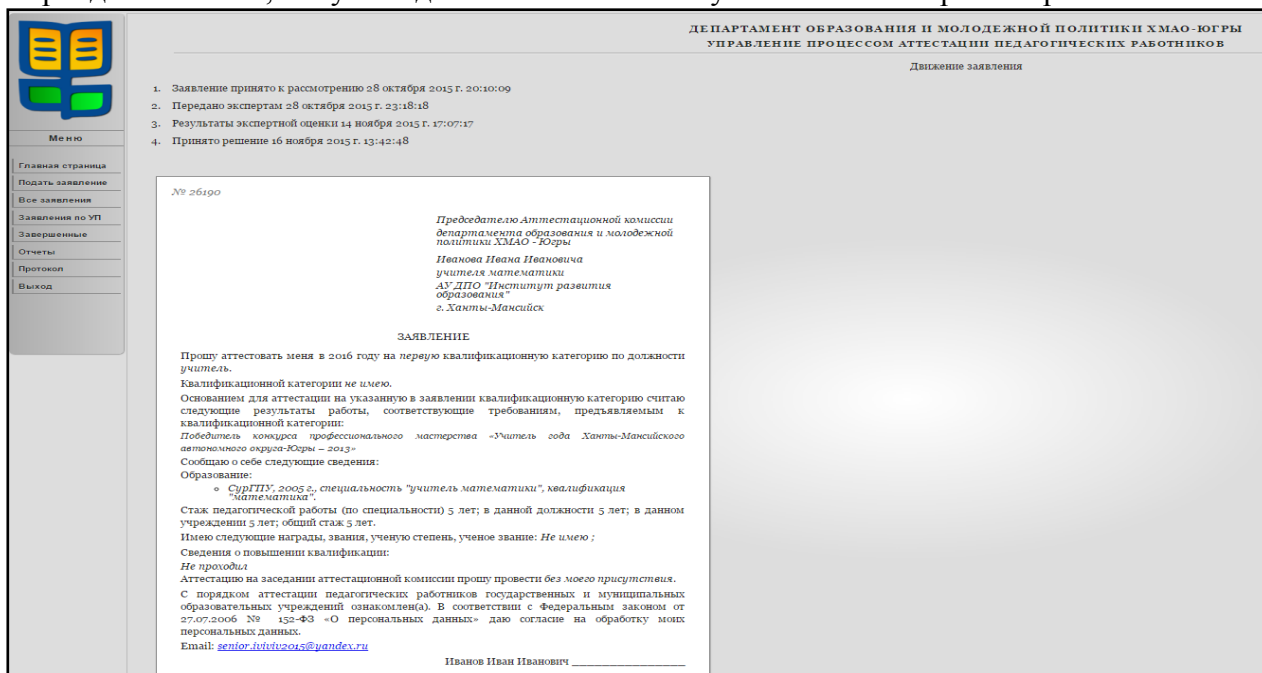 ДЕПАРТАМЕНТ ОБРАЗОВАНИЯ И МОЛОДЕЖНОЙ ПОЛИТИКИ ХМАО-ЮГРЫ
УПРАВЛЕНИЕ ПРОЦЕССОМ АТТЕСТАЦИИ ПЕДАГОГИЧЕСКИХ РАБОТНИКОВ
Движение заявления
1. Заявление принято к рассмотрению 28 октября 2015 г. 20:10:09
2. Передано экспертам 28 октября 2015 г. 23:18:18
3. Результаты экспертной оценки 14 ноября 2015 г. 17:07:17
4. Принято решение 16 ноября 2015 г. 13:42:48
Меню
Главная страница
Подать заявление
Все заявления
Заявления по УП
Завершенные
Отчеты
Протокол
Выход
№ 26190
Председателю Аттестационной комиссии
департамента образования и молодежной
политики ХМАО - Югры
Иванова Ивана Ивановича
учителя математики
АУ ДПО "Институт развития
образования"
г. Ханты-Мансийск
ЗАЯВЛЕНИЕ
Прошу аттестовать меня в 2016 году на первую квалификационную категорию по должности
учитель.
Квалификационной категории не имею.
Основанием для аттестации на указанную в заявлении квалификационную категорию считаю
следующие результаты работы, соответствующие требованиям, предъявляемым к
квалификационной категории:
Победитель конкурса профессионального мастерства «Учитель года Ханты-Мансийского
автономного округа-Югры – 2013»
Сообщаю о себе следующие сведения:
Образование:
СурГПУ, 2005 г., специальность "учитель математики", квалификация
"математика".
Стаж педагогической работы (по специальности) 5 лет; в данной должности 5 лет; в данном
учреждении 5 лет; общий стаж 5 лет.
Имею следующие награды, звания, ученую степень, ученое звание: Не имею ;
Сведения о повышении квалификации:
Не проходил
Аттестацию на заседании аттестационной комиссии прошу провести без моего присутствия.
С порядком аттестации педагогических работников государственных и муниципальных
образовательных учреждений ознакомлен(а). В соответствии с Федеральным законом от
27.07.2006 № 152-ФЗ «О персональных данных» даю согласие на обработку моих
персональных данных.
Email: senior.iviviv2015@yandex.ru
Иванов Иван Иванович _______________